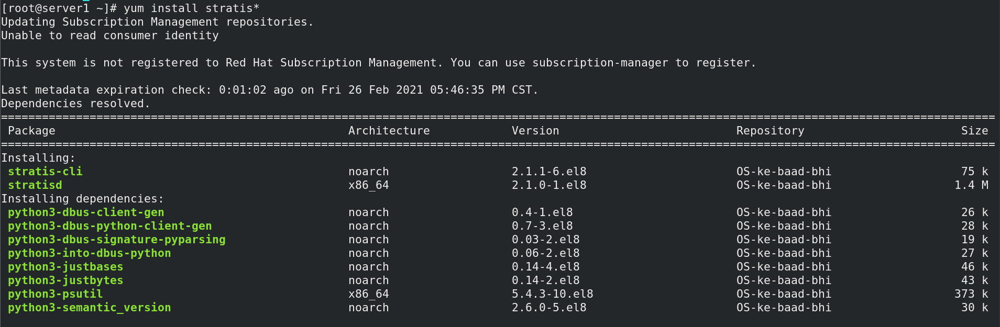 [root@server1 ~]# yum install stratis*
Updating Subscription Management repositories.
Unable to read consumer identity
This system is not registered to Red Hat Subscription Management. You can use subscription-manager to register.
Last metadata expiration check: 0:01:02 ago on Fri 26 Feb 2021 05:46:35 PM CST.
Dependencies resolved.
==================================================================================================================================================
Package Architecture Version Repository Size
==================================================================================================================================================
Installing:
stratis-cli noarch 2.1.1-6.el8 OS-ke-baad-bhi 75 k
stratisd x86_64 2.1.0-1.el8 OS-ke-baad-bhi 1.4 M
Installing dependencies:
python3-dbus-client-gen noarch 0.4-1.el8 OS-ke-baad-bhi 26 k
python3-dbus-python-client-gen noarch 0.7-3.el8 OS-ke-baad-bhi 28 k
python3-dbus-signature-pyparsing noarch 0.03-2.el8 OS-ke-baad-bhi 19 k
python3-into-dbus-python noarch 0.06-2.el8 OS-ke-baad-bhi 27 k
python3-justbases noarch 0.14-4.el8 OS-ke-baad-bhi 46 k
python3-justbytes noarch 0.14-2.el8 OS-ke-baad-bhi 43 k
python3-psutil x86_64 5.4.3-10.el8 OS-ke-baad-bhi 373 k
python3-semantic_version noarch 2.6.0-5.el8 OS-ke-baad-bhi 30 k